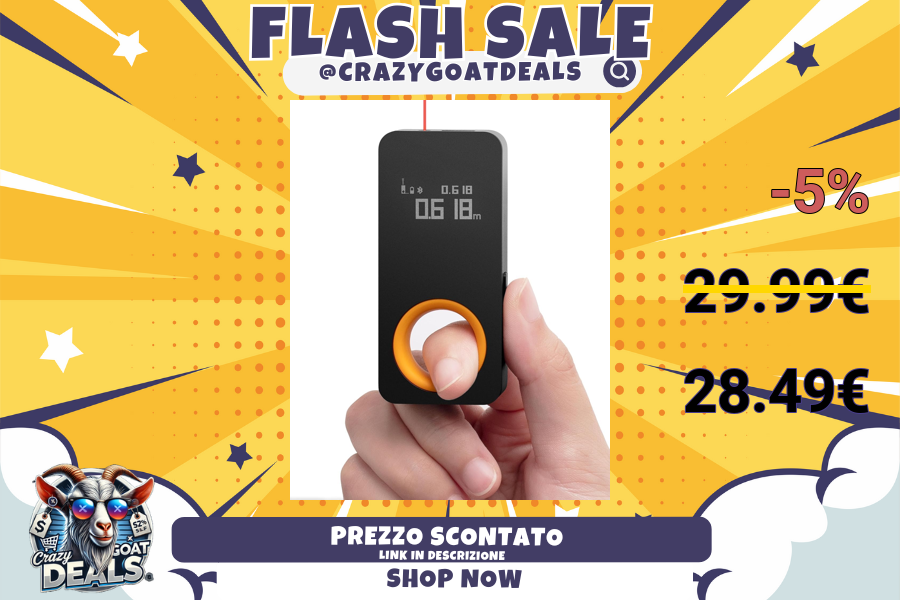 FLASH SALE
@CRAZYGOATDEALS
0.618
0.618m
-5%
29.99€
28.49€
$
52%
Crazy
GOAT
DEALS
PREZZO SCONTATO
LINK IN DESCRIZIONE
SHOP NOW